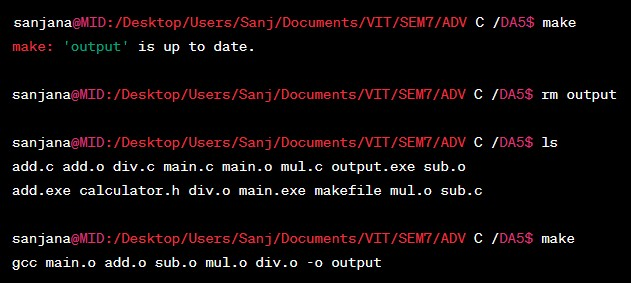 sanjana@MID:/Desktop/Users/Sanj/Documents/VIT/SEM7/ADV C /DA5$ make
make: 'output' is up to date.
sanjana@MID:/Desktop/Users/Sanj/Documents/VIT/SEM7/ADV C /DA5$ rm output
sanjana@MID:/Desktop/Users/Sanj/Documents/VIT/SEM7/ADV C /DA5$ ls
add.c add.o div.c main.c main.o mul.c output.exe sub.o
add.exe calculator.h div.o main.exe makefile mul.o sub.c
sanjana@MID:/Desktop/Users/Sanj/Documents/VIT/SEM7/ADV C /DA5$ make
gcc main.o add.o sub.o mul.o div.o -o output